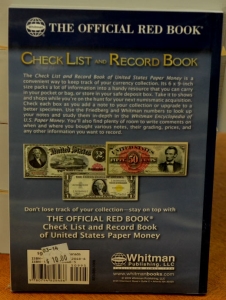 THE OFFICIAL RED BOOK®
CHECK LIST AND RECORD BOOK
The Check List and Record Book of United States Paper Money is a
convenient way to keep track of your currency collection. Its 6 x 9-inch
size packs a lot of information into a handy resource that you can carry
in your pocket or bag, or store in your safe deposit box. Take it to shows
and shops while you're on the hunt for your next numismatic acquisition.
Check each box as you add a note to your collection or upgrade to a
better specimen. Use the Friedberg and Whitman numbers to look up
your notes and study them in-depth in the Whitman Encyclopedia of
U.S. Paper Money. You'll also find plenty of room to write comments on
when and where you bought various notes, their grading, prices, and
any other information you want to record.
50
CENTS
Don't lose track of your collection—stay on top with
THE OFFICIAL RED BOOK®
Check List and Record Book
of United States Paper Money
Whitman
Publishing, LLC
whitmanbooks.com